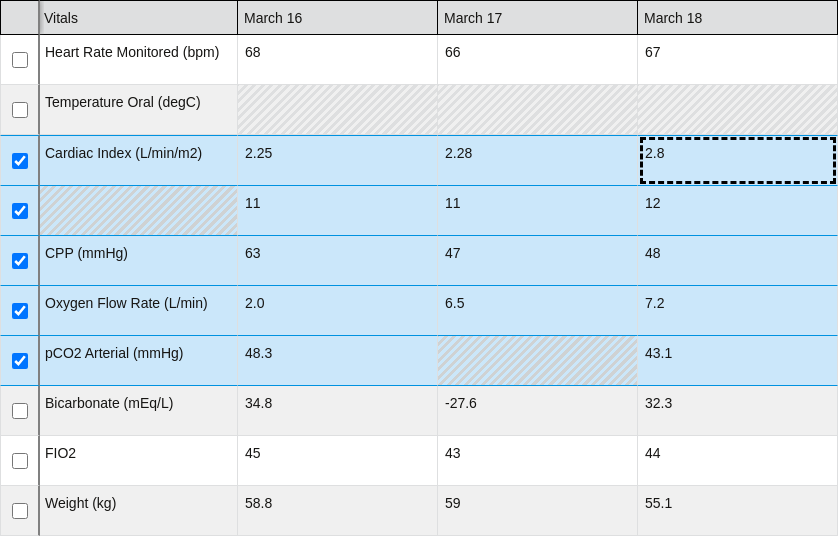 Vitals March 16 March 17 March 18
Heart Rate Monitored (bpm) 68 66 67
Temperature Oral (degC)
Cardiac Index (L/min/m2) 2.25 2.28 2.8
11 11 12
CPP (mmHg) 63 47 48
Oxygen Flow Rate (L/min) 2.0 6.5 7.2
pCO2 Arterial (mmHg) 48.3 43.1
Bicarbonate (mEq/L) 34.8 -27.6 32.3
FIO2 45 43 44
Weight (kg) 58.8 59 55.1